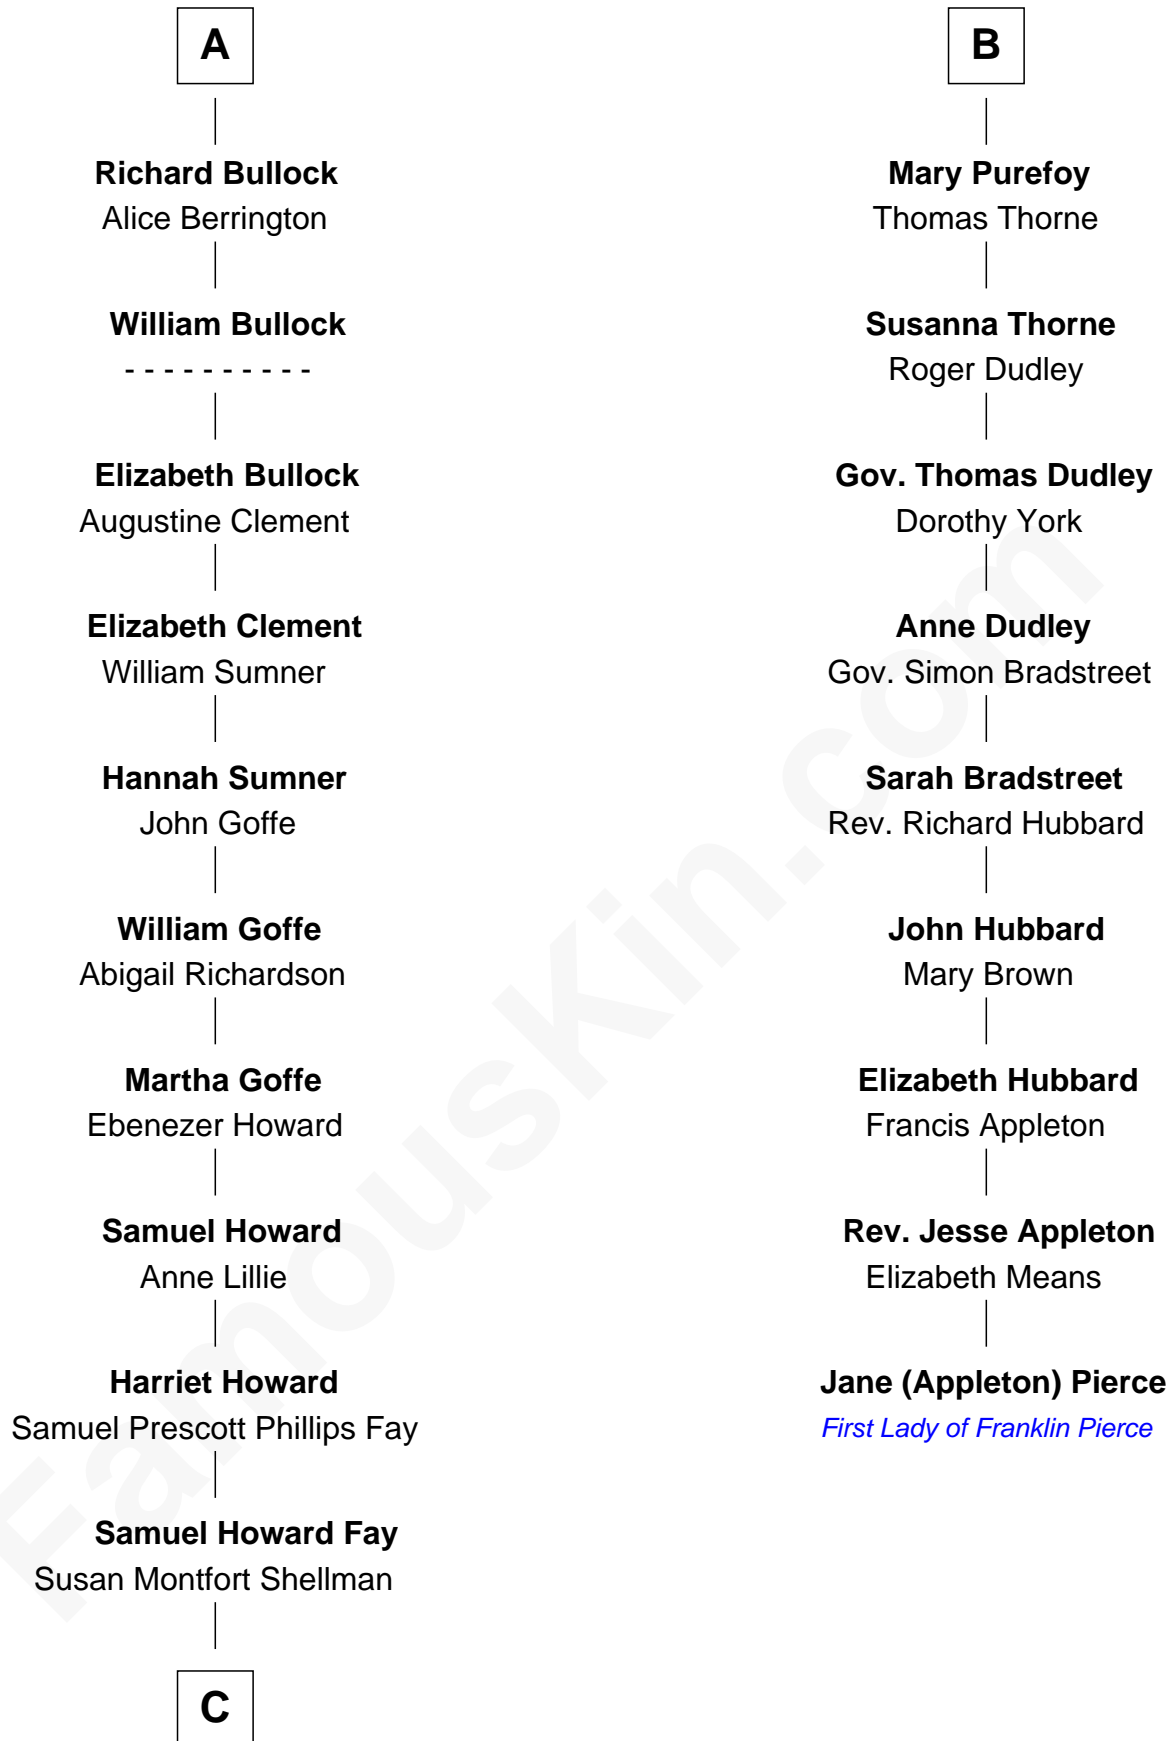 A
Richard Bullock
Alice Berrington
William Bullock
- - - - - - - - - -
Elizabeth Bullock
Augustine Clement
Elizabeth Clement
William Sumner
Hannah Sumner
John Goffe
William Goffe
Abigail Richardson
Martha Goffe
Ebenezer Howard
Samuel Howard
Anne Lillie
Harriet Howard
Samuel Prescott Phillips Fay
Samuel Howard Fay
Susan Montfort Shellman
C
B
Mary Purefoy
Thomas Thorne
Susanna Thorne
Roger Dudley
Gov. Thomas Dudley
Dorothy York
Anne Dudley
Gov. Simon Bradstreet
Sarah Bradstreet
Rev. Richard Hubbard
John Hubbard
Mary Brown
Elizabeth Hubbard
Francis Appleton
Rev. Jesse Appleton
Elizabeth Means
Jane (Appleton) Pierce
First Lady of Franklin Pierce
FamousKin.com